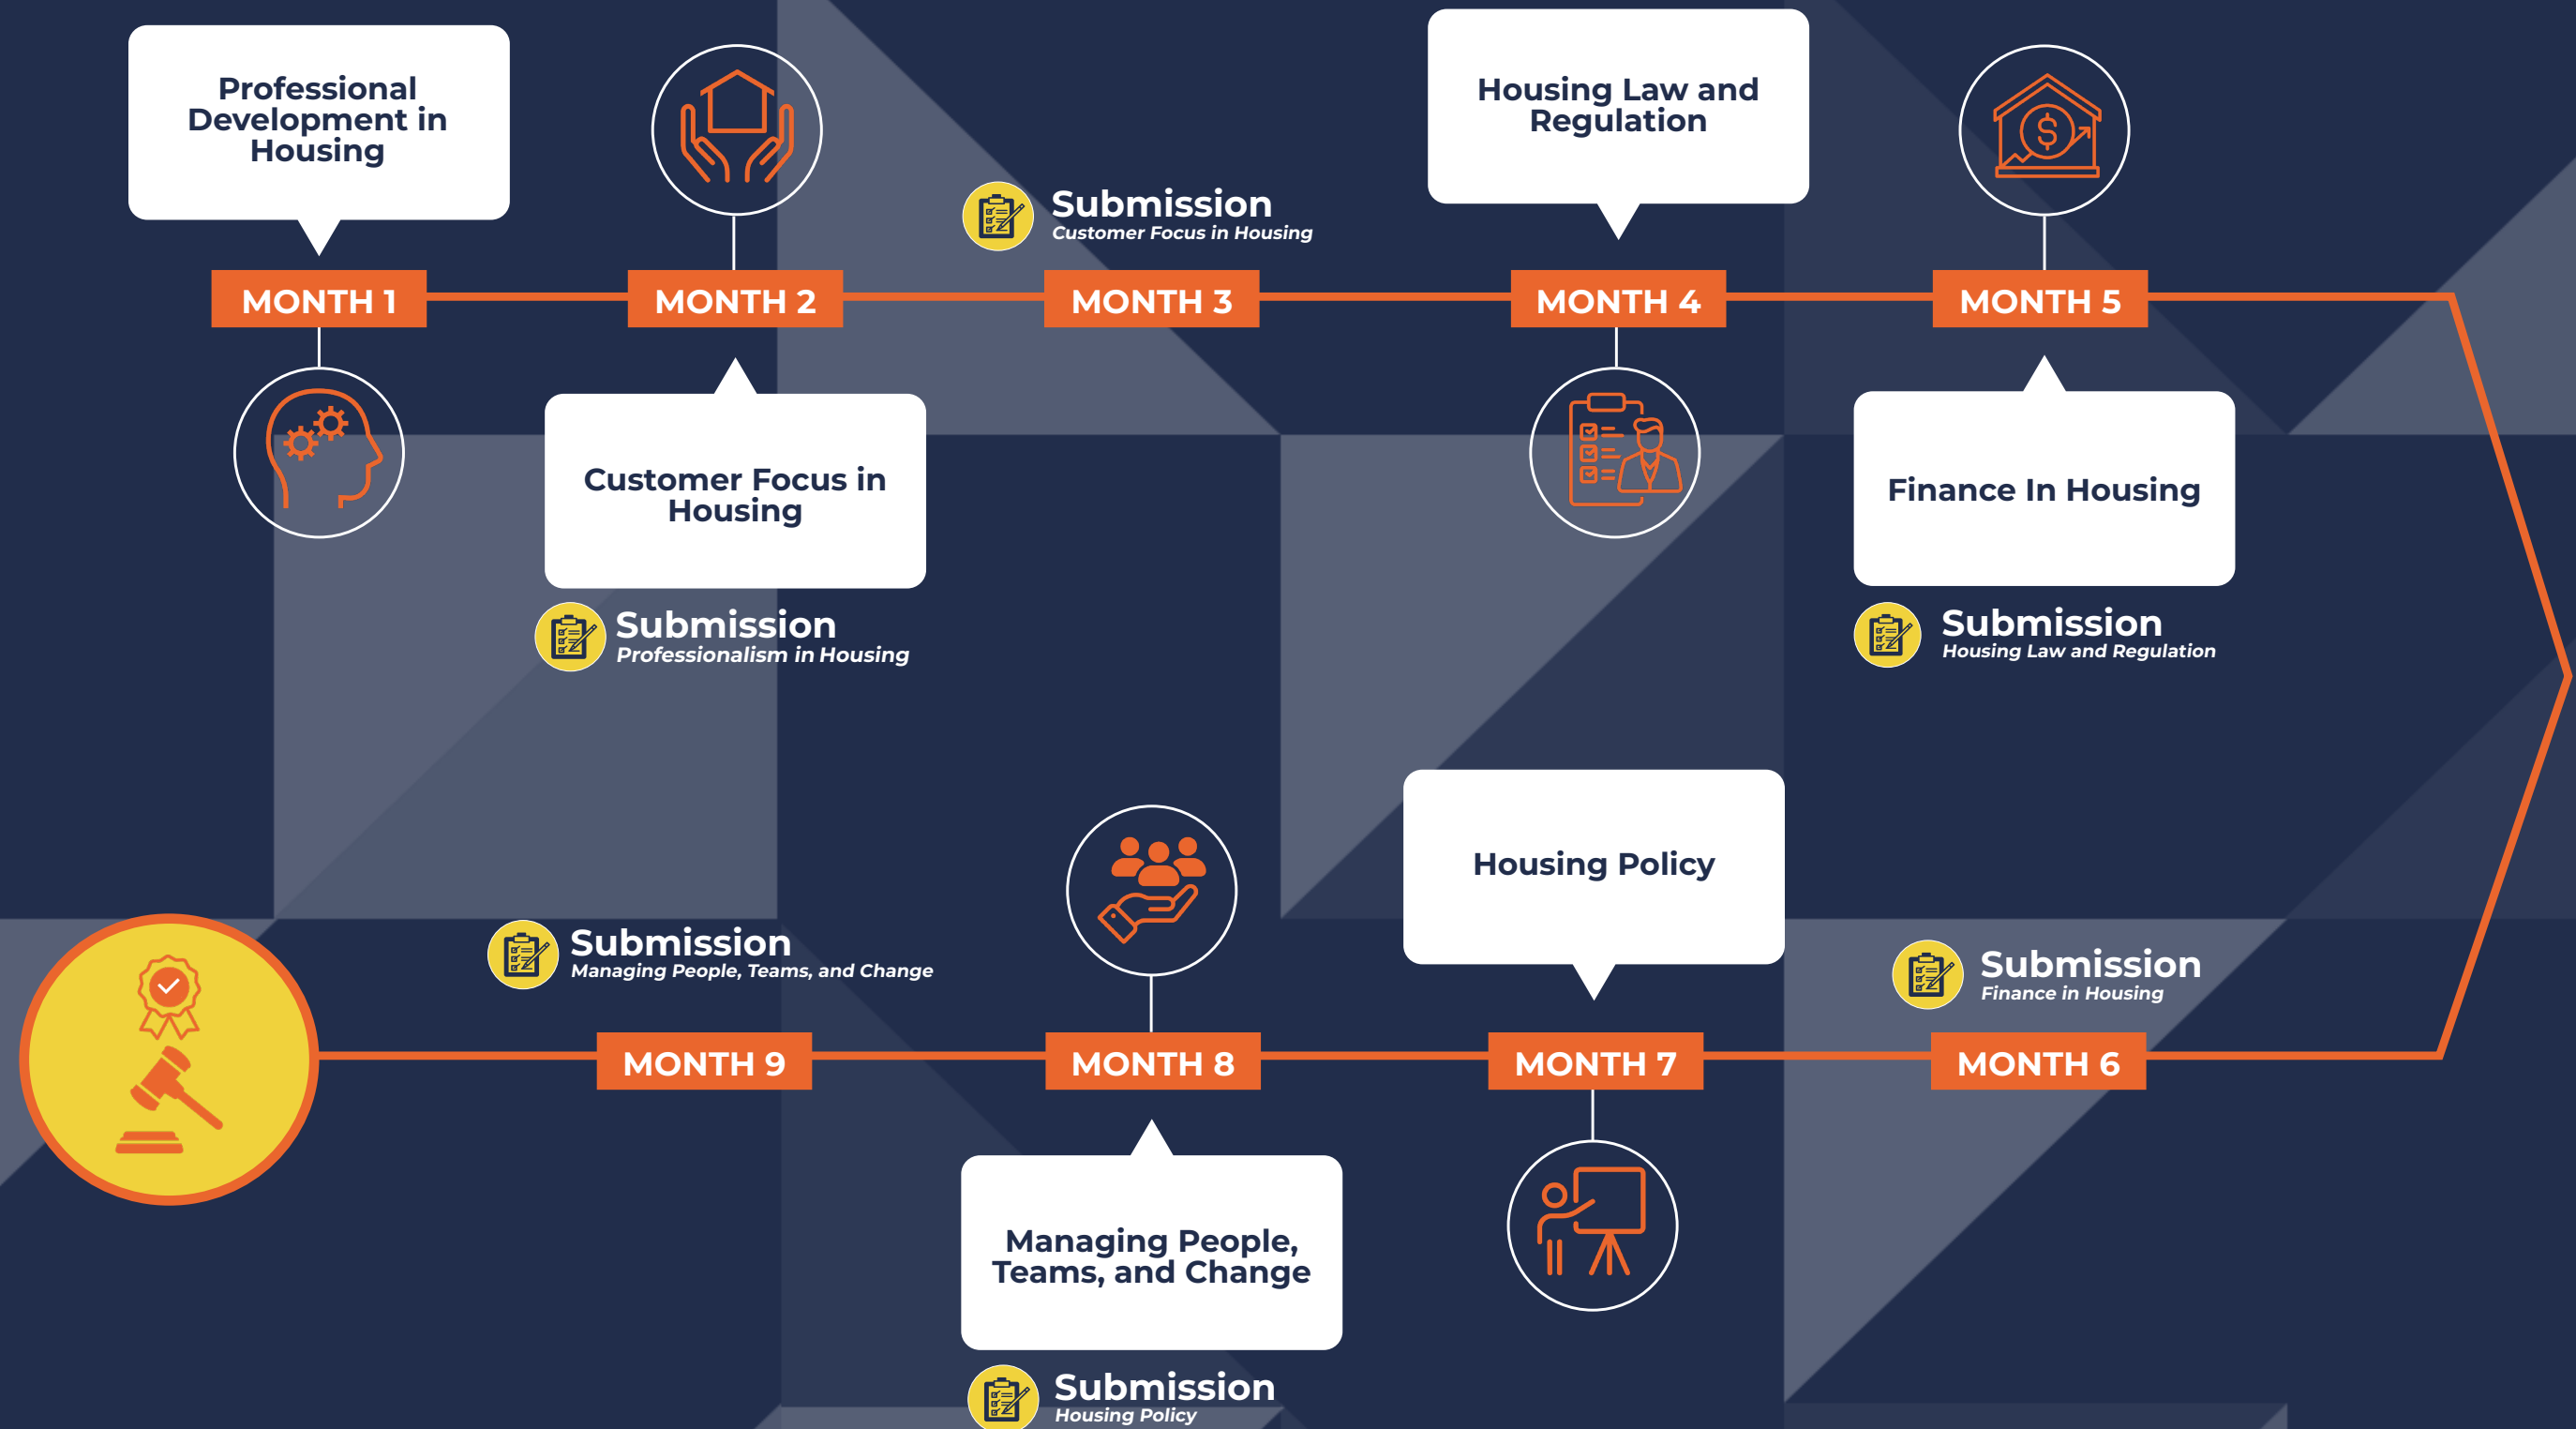 Professional
Development in
Housing
MONTH 1
MONTH 2
Customer Focus in
Housing
Submission
Professionalism in Housing
Submission
Customer Focus in Housing
MONTH 3
Housing Law and
Regulation
MONTH 4
MONTH 5
Finance In Housing
Submission
Housing Law and Regulation
Submission
Finance in Housing
MONTH 6
Housing Policy
MONTH 7
MONTH 8
Managing People,
Teams, and Change
Submission
Housing Policy
Submission
Managing People, Teams, and Change
MONTH 9